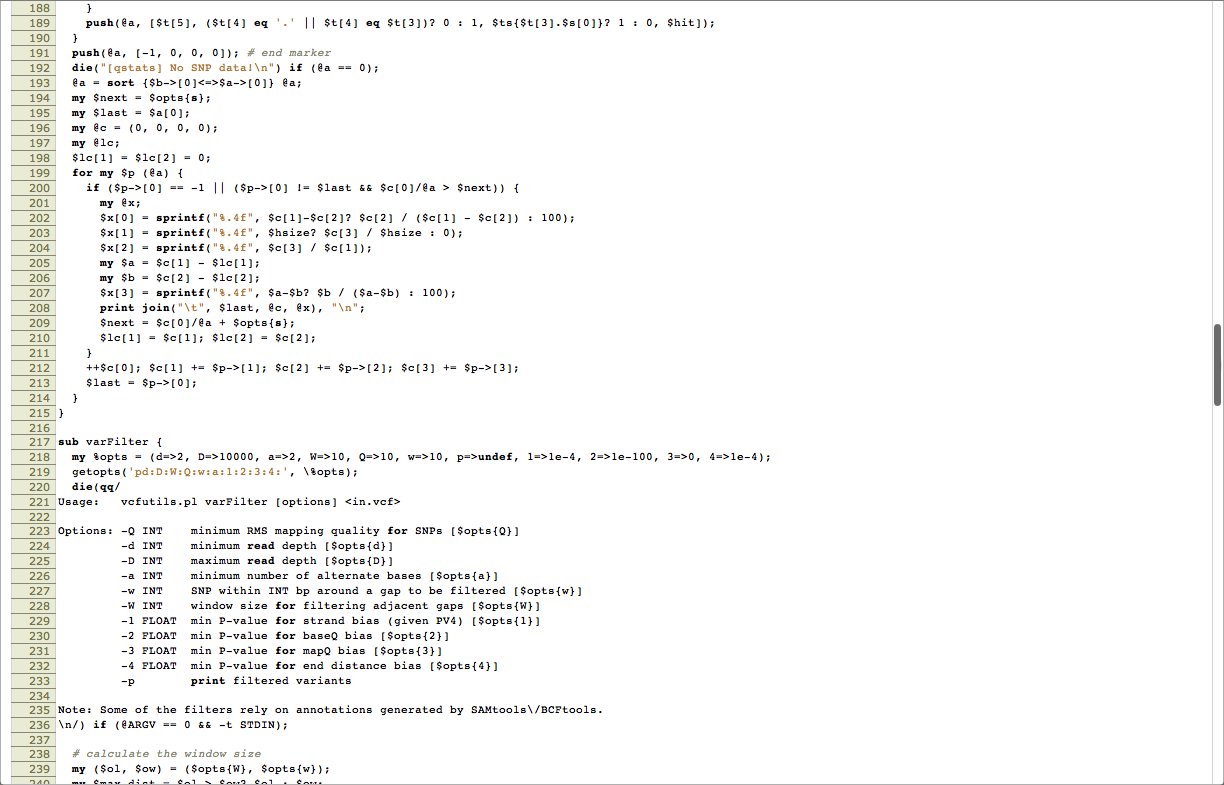 188     }
189     push(@a, [$t[5], ($t[4] eq '.' || $t[4] eq $t[3])? 0 : 1, $ts{$t[3].$s[0]}? 1 : 0, $hit]);
190   }
191   push(@a, [-1, 0, 0, 0]); # end marker
192   die("[qstats] No SNP data!\n") if (@a == 0);
193   @a = sort {$b->[0]<=>$a->[0]} @a;
194   my $next = $opts{s};
195   my $last = $a[0];
196   my @c = (0, 0, 0, 0);
197   my @lc;
198   $lc[1] = $lc[2] = 0;
199   for my $p (@a) {
200     if ($p->[0] == -1 || ($p->[0] != $last && $c[0]/@a > $next)) {
201       my @x;
202       $x[0] = sprintf("%.4f", $c[1]-$c[2]? $c[2] / ($c[1] - $c[2]) : 100);
203       $x[1] = sprintf("%.4f", $hsize? $c[3] / $hsize : 0);
204       $x[2] = sprintf("%.4f", $c[3] / $c[1]);
205       my $a = $c[1] - $lc[1];
206       my $b = $c[2] - $lc[2];
207       $x[3] = sprintf("%.4f", $a-$b? $b / ($a-$b) : 100);
208       print join("\t", $last, @c, @x), "\n";
209       $next = $c[0]/@a + $opts{s};
210       $lc[1] = $c[1]; $lc[2] = $c[2];
211     }
212     ++$c[0]; $c[1] += $p->[1]; $c[2] += $p->[2]; $c[3] += $p->[3];
213     $last = $p->[0];
214   }
215 }
216
217 sub varFilter {
218   my %opts = (d=>2, D=>10000, a=>2, W=>10, Q=>10, w=>10, p=>undef, 1=>1e-4, 2=>1e-100, 3=>0, 4=>1e-4);
219   getopts('pd:D:W:Q:w:a:1:2:3:4:', \%opts);
220   die(qq/
221 Usage:   vcfutils.pl varFilter [options] <in.vcf>
222
223 Options: -Q INT    minimum RMS mapping quality for SNPs [$opts{Q}]
224          -d INT    minimum read depth [$opts{d}]
225          -D INT    maximum read depth [$opts{D}]
226          -a INT    minimum number of alternate bases [$opts{a}]
227          -w INT    SNP within INT bp around a gap to be filtered [$opts{w}]
228          -W INT    window size for filtering adjacent gaps [$opts{W}]
229          -1 FLOAT  min P-value for strand bias (given PV4) [$opts{1}]
230          -2 FLOAT  min P-value for baseQ bias [$opts{2}]
231          -3 FLOAT  min P-value for mapQ bias [$opts{3}]
232          -4 FLOAT  min P-value for end distance bias [$opts{4}]
233          -p        print filtered variants
234
235 Note: Some of the filters rely on annotations generated by SAMtools\/BCFtools.
236 \n/) if (@ARGV == 0 && -t STDIN);
237
238   # calculate the window size
239   my ($ol, $ow) = ($opts{W}, $opts{w});
240   my $max_dist = $ol > $ow? $ol : $ow;